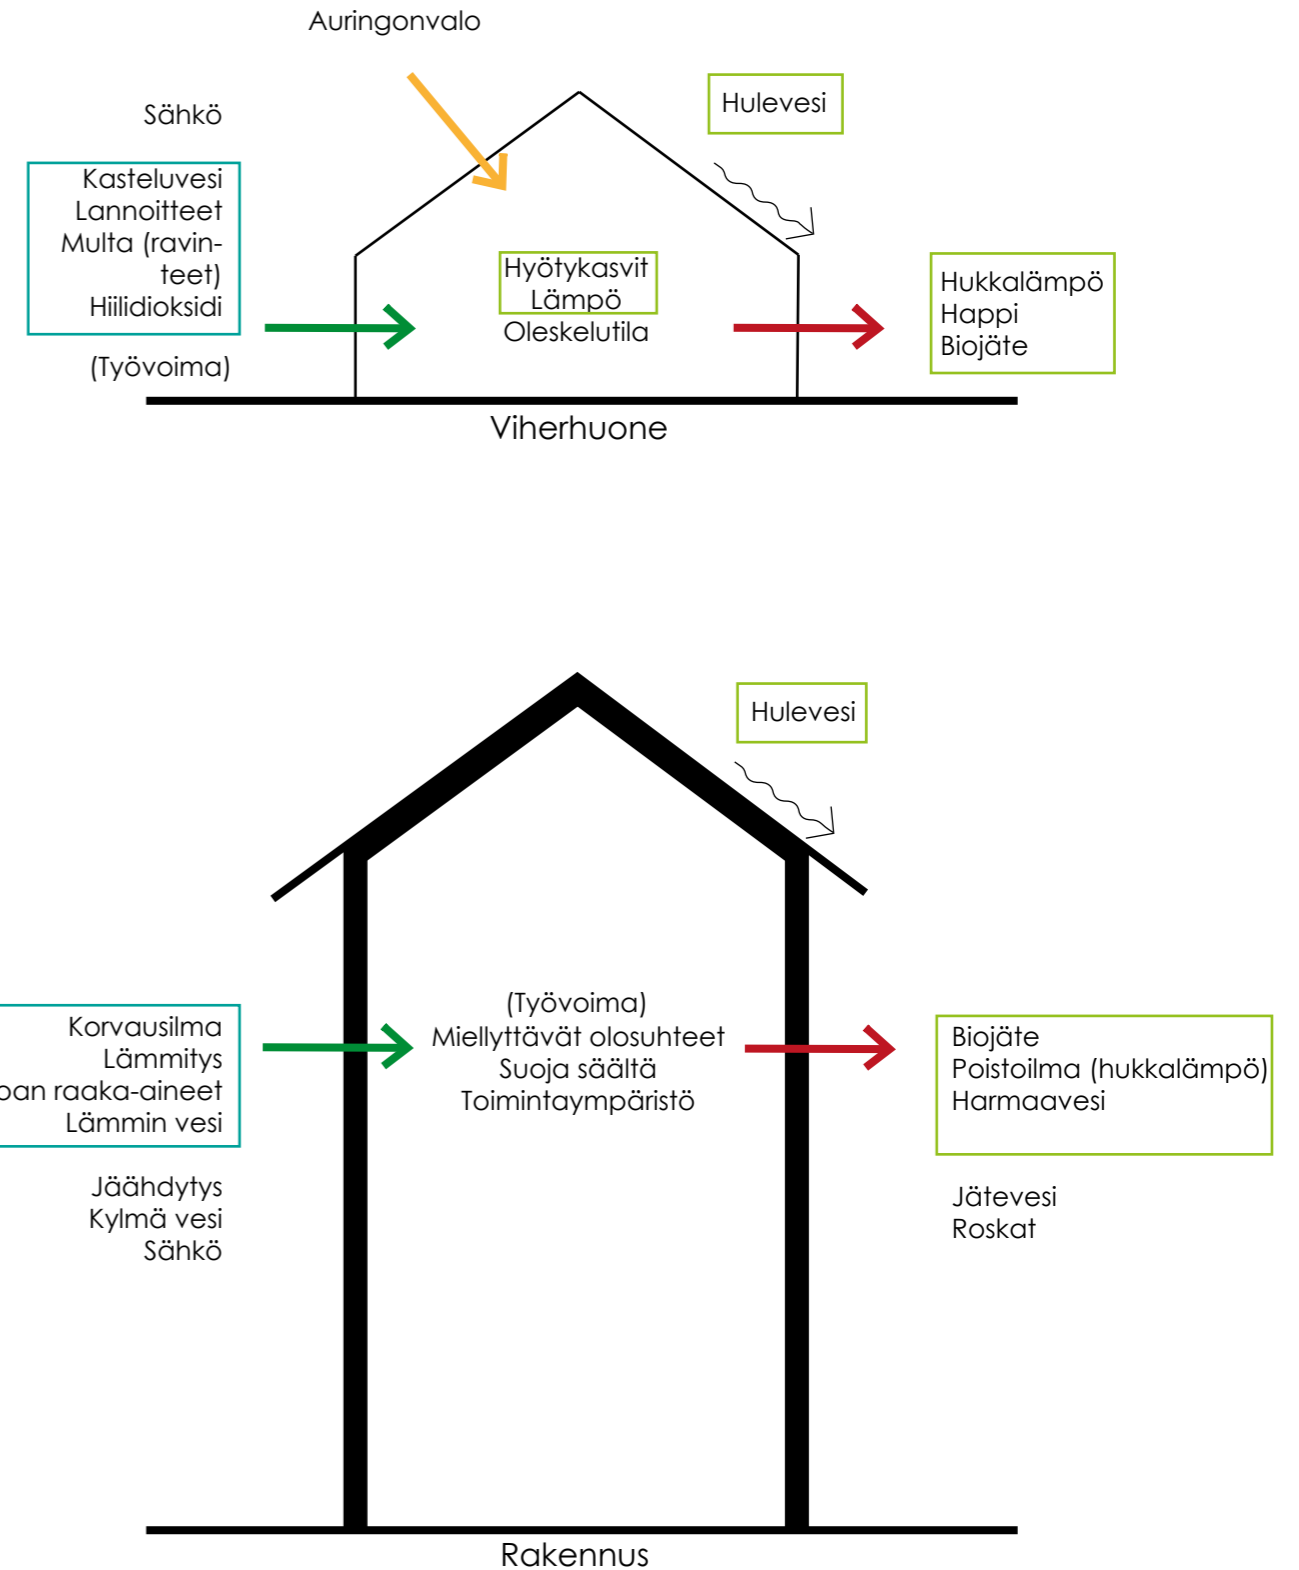 Auringonvalo
Sähkö
Hulevesi
Kasteluvesi
Lannoitteet
Multa (ravin-
teet)
Hiilidioksidi
(Työvoima)
Hyötykasvit
Lämpö
Oleskelutila
Hukkalämpö
Happi
Biojäte
Viherhuone
Hulevesi
Korvausilma
Lämmitys
raaka-aineet
Lämmin vesi
Jäähdytys
Kylmä vesi
Sähkö
(Työvoima)
Miellyttävät olosuhteet
Suoja säältä
Toimintaympäristö
Biojäte
Poistoilma (hukkalämpö)
Harmaavesi
Jätevesi
Roskat
Rakennus